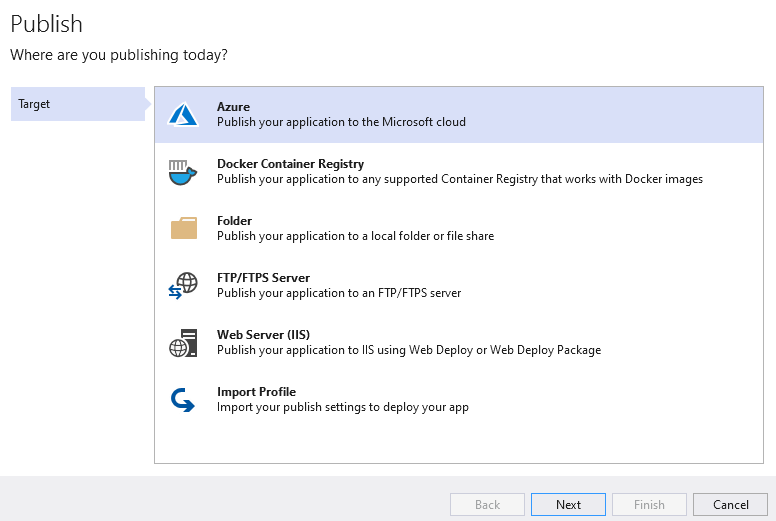 Publish
Where are you publishing today?
Target
Azure
Publish your application to the Microsoft cloud
Docker Container Registry
Publish your application to any supported Container Registry that works with Docker images
Folder
Publish your application to a local folder or file share
FTP/FTPS Server
Publish your application to an FTP/FTPS server
Web Server (IIS)
Publish your application to IIS using Web Deploy or Web Deploy Package
Import Profile
Import your publish settings to deploy your app
Back
Next
Finish
Cancel